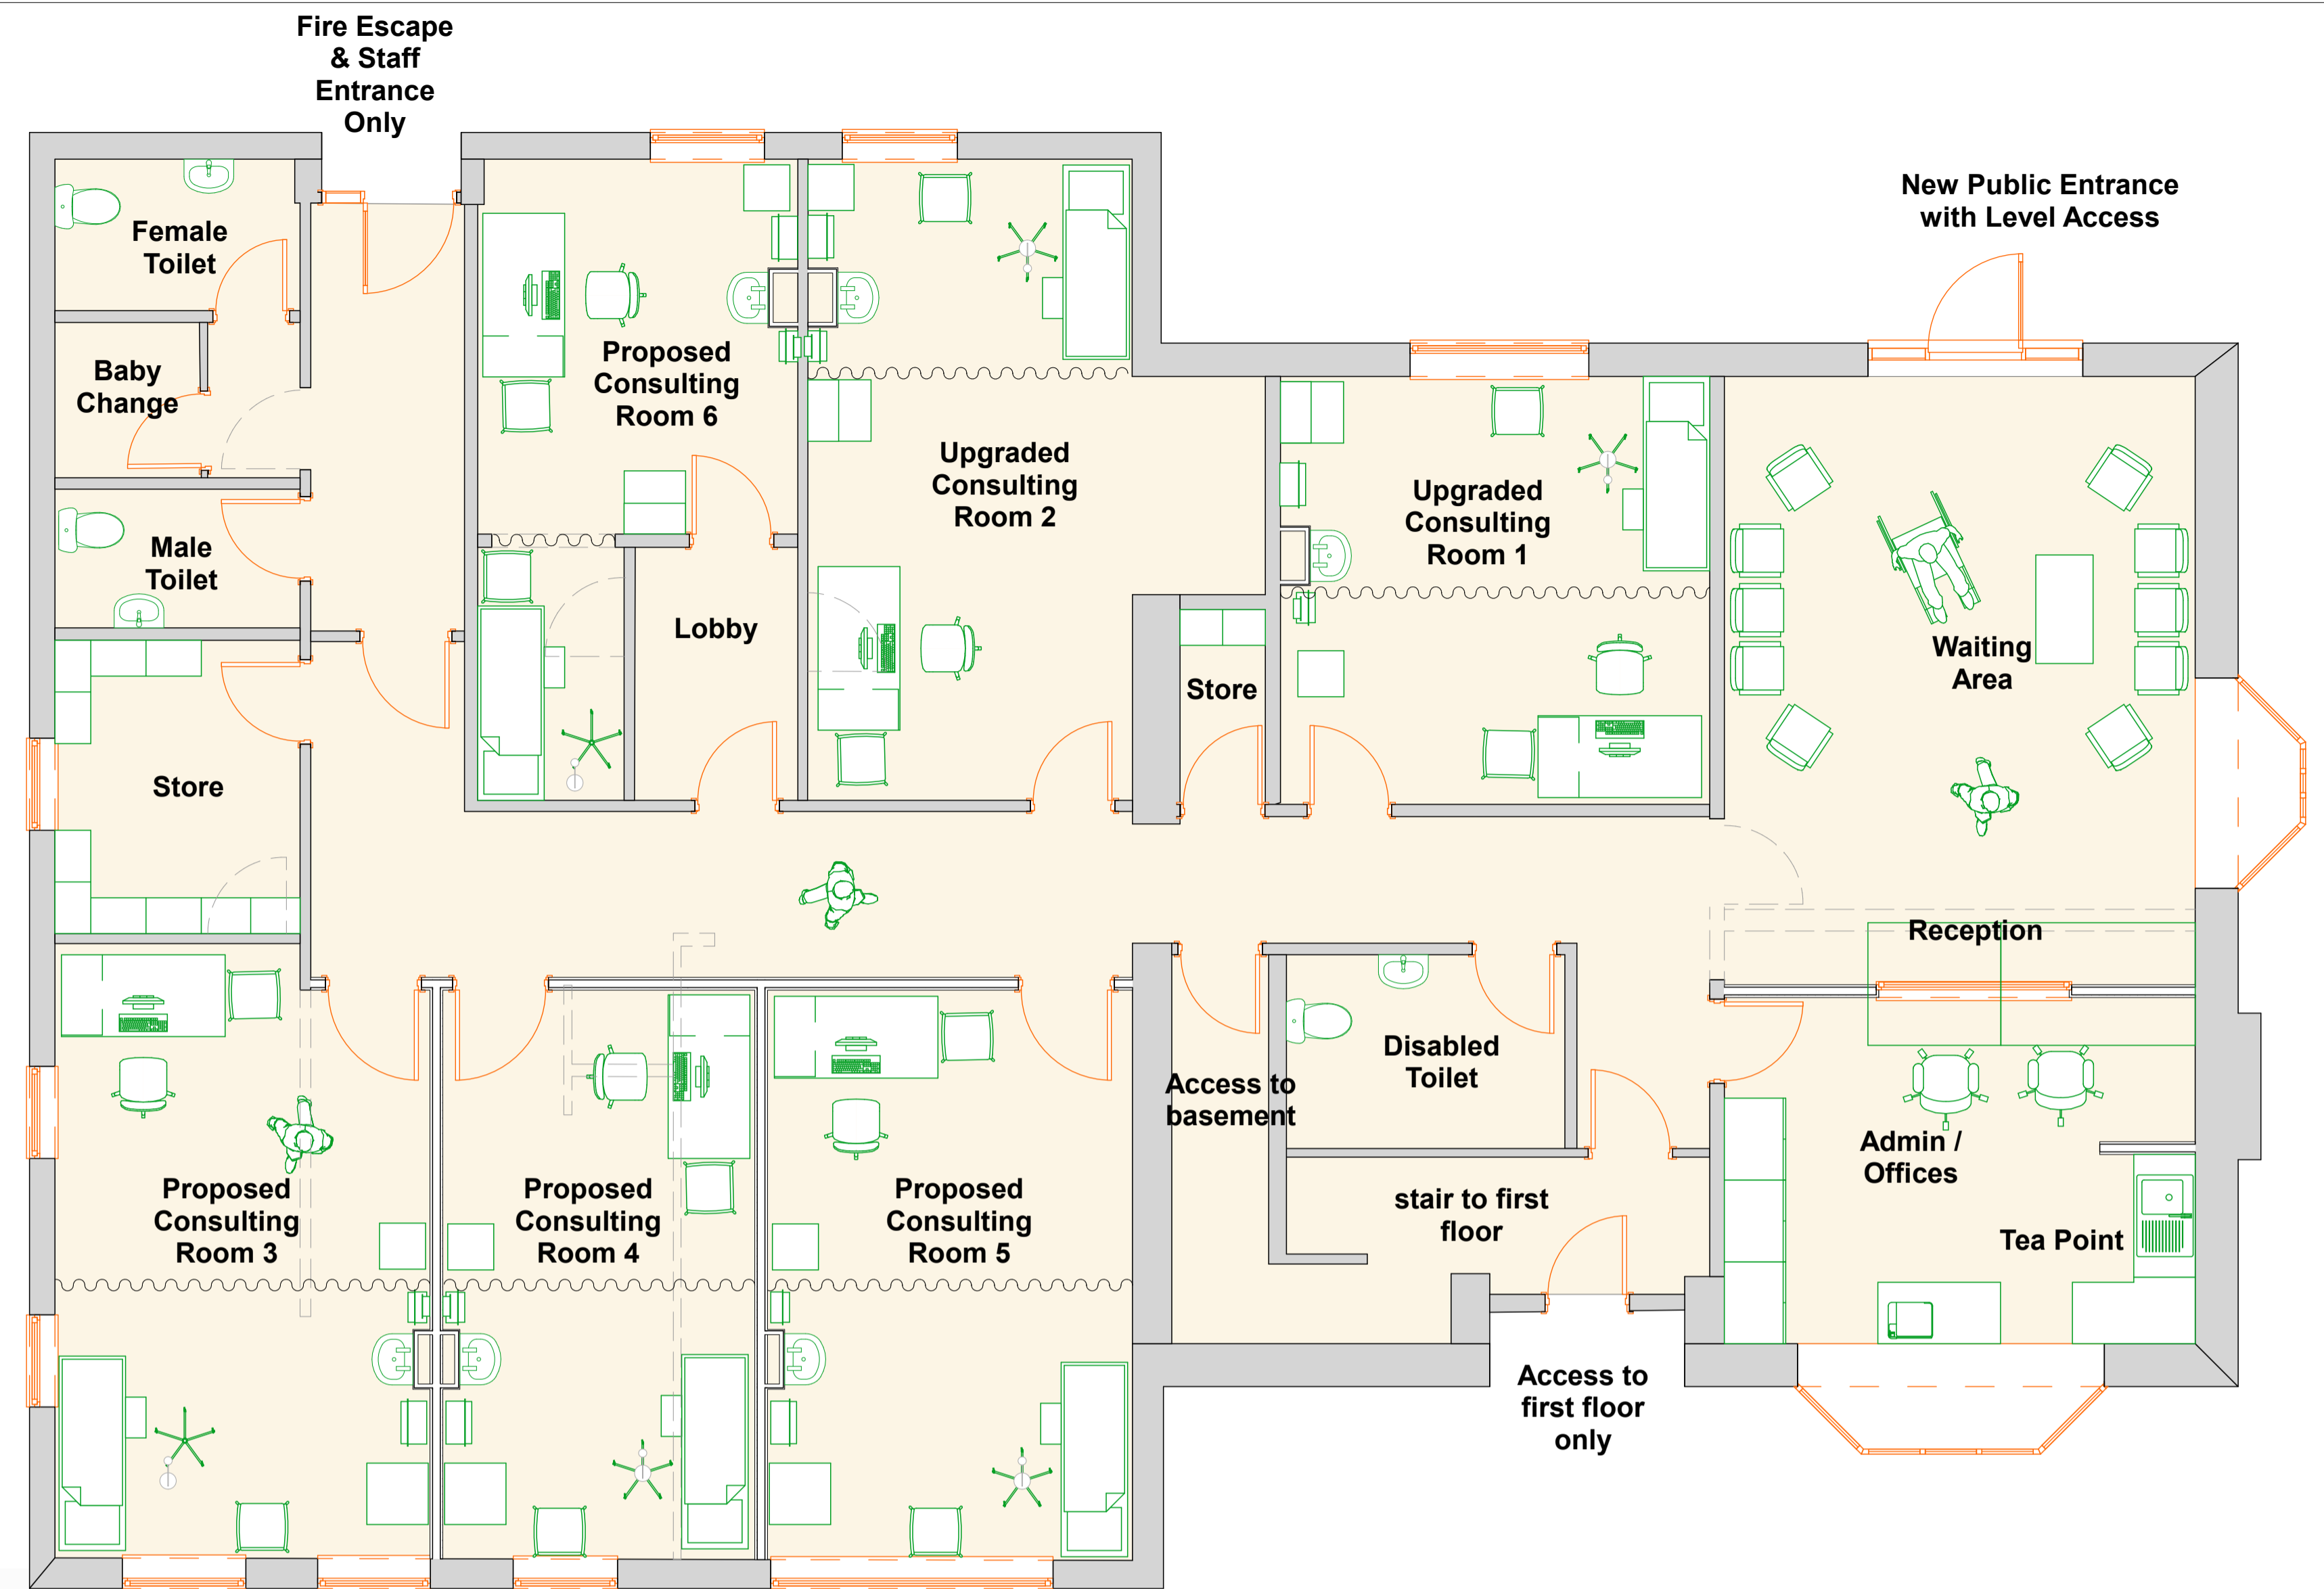 Fire Escape
& Staff
Entrance
Only
New Public Entrance
with Level Access
Female
Toilet
Baby
Change
Male
Toilet
Store
Proposed
Consulting
Room 6
Lobby
Upgraded
Consulting
Room 2
Store
Upgraded
Consulting
Room 1
Waiting
Area
Reception
Proposed
Consulting
Room 3
Proposed
Consulting
Room 4
Proposed
Consulting
Room 5
Access to
basement
Disabled
Toilet
stair to first
floor
Admin /
Offices
Tea Point
Access to
first floor
only